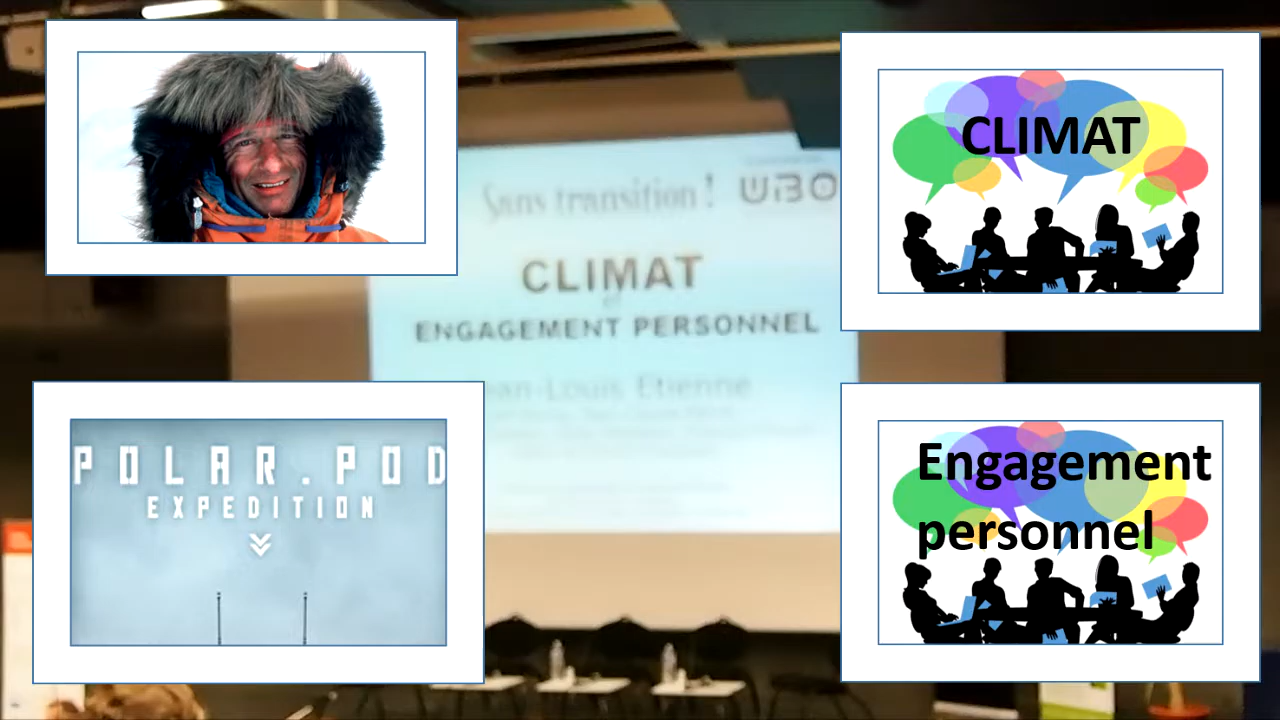 Sans transition !
UBO
CLIMAT
et
ENGAGEMENT PERSONNEL
Jean-Louis Etienne
CLIMAT
POLAR.POD
EXPEDITION
Engagement
personnel